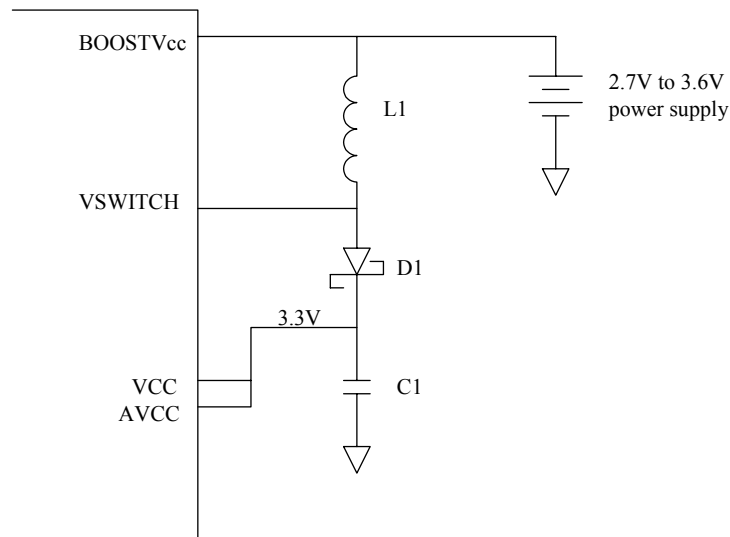 BOOSTVcc
2.7V to 3.6V
power supply
L1
VSWITCH
D1
3.3V
VCC
C1
AVCC